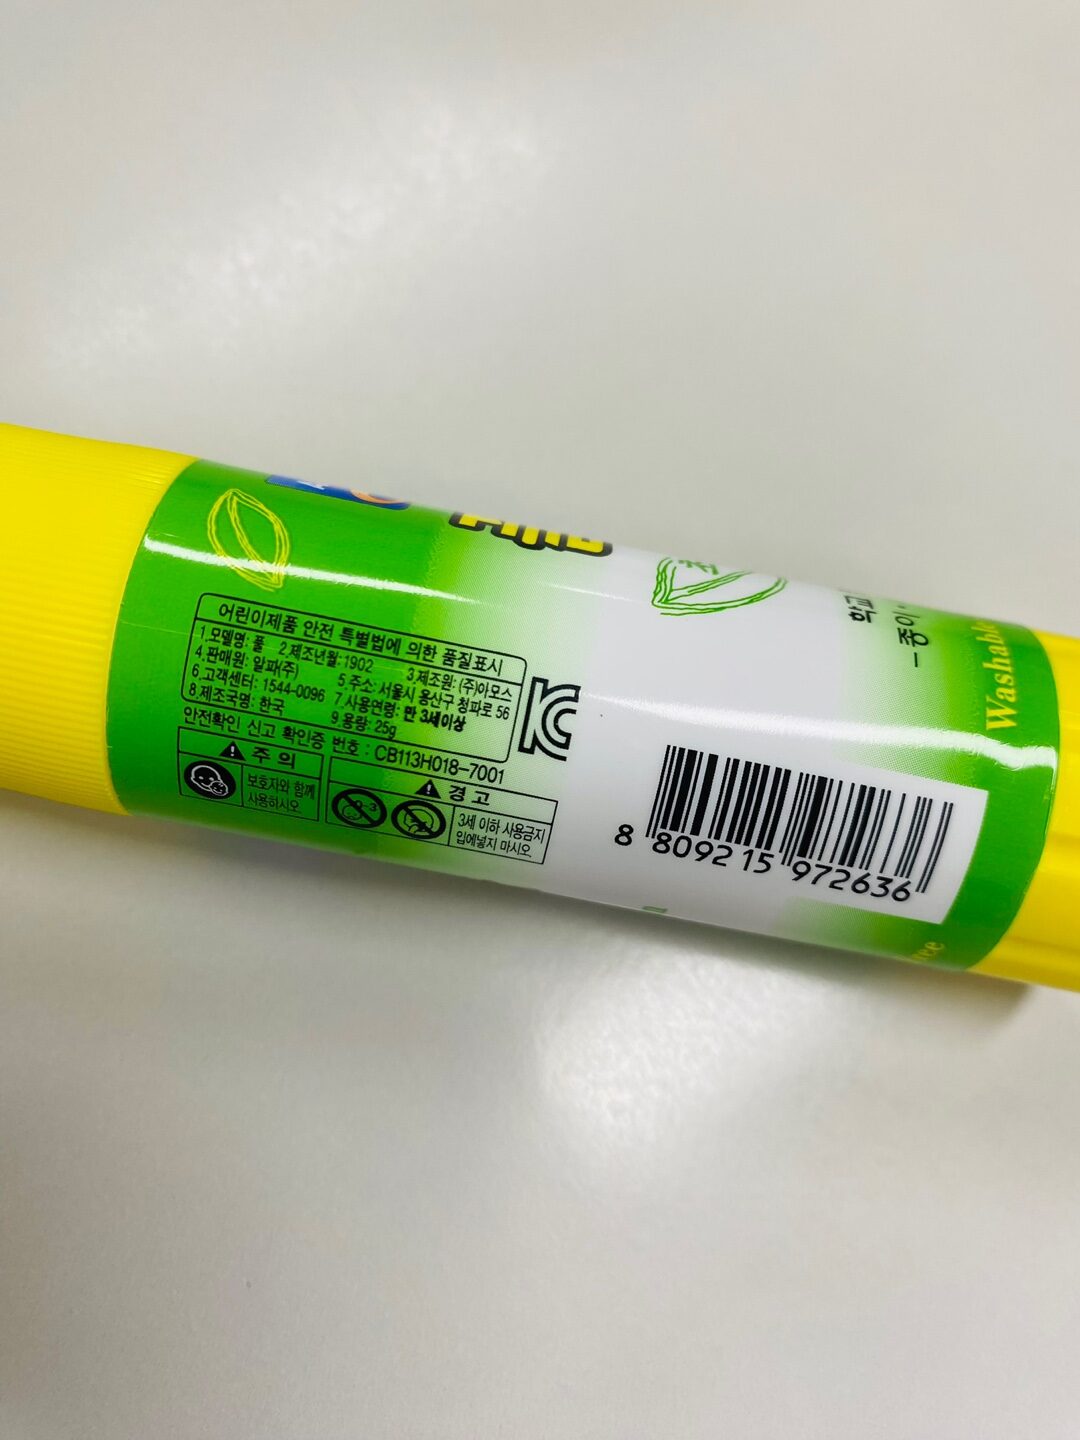 어린이제품 안전 특별법에 의한 품질표시
1.모델명: 풀 2.제조년월:1902 3.제조원: (주)아모스
4.판매원: 알파(주) 5.주소: 서울시 용산구 청파로 56
6.고객센터: 1544-0096 7.사용연령: 만 3세이상
8.제조국명: 한국 9.용량: 25g
안전확인 신고 확인증 번호 : CB113H018-7001
주 의
보호자와 함께
사용하시오
경 고
0-3
3세 이하 사용금지
입에넣지 마시오
8 809215 972636
학교
- 종이
Washable